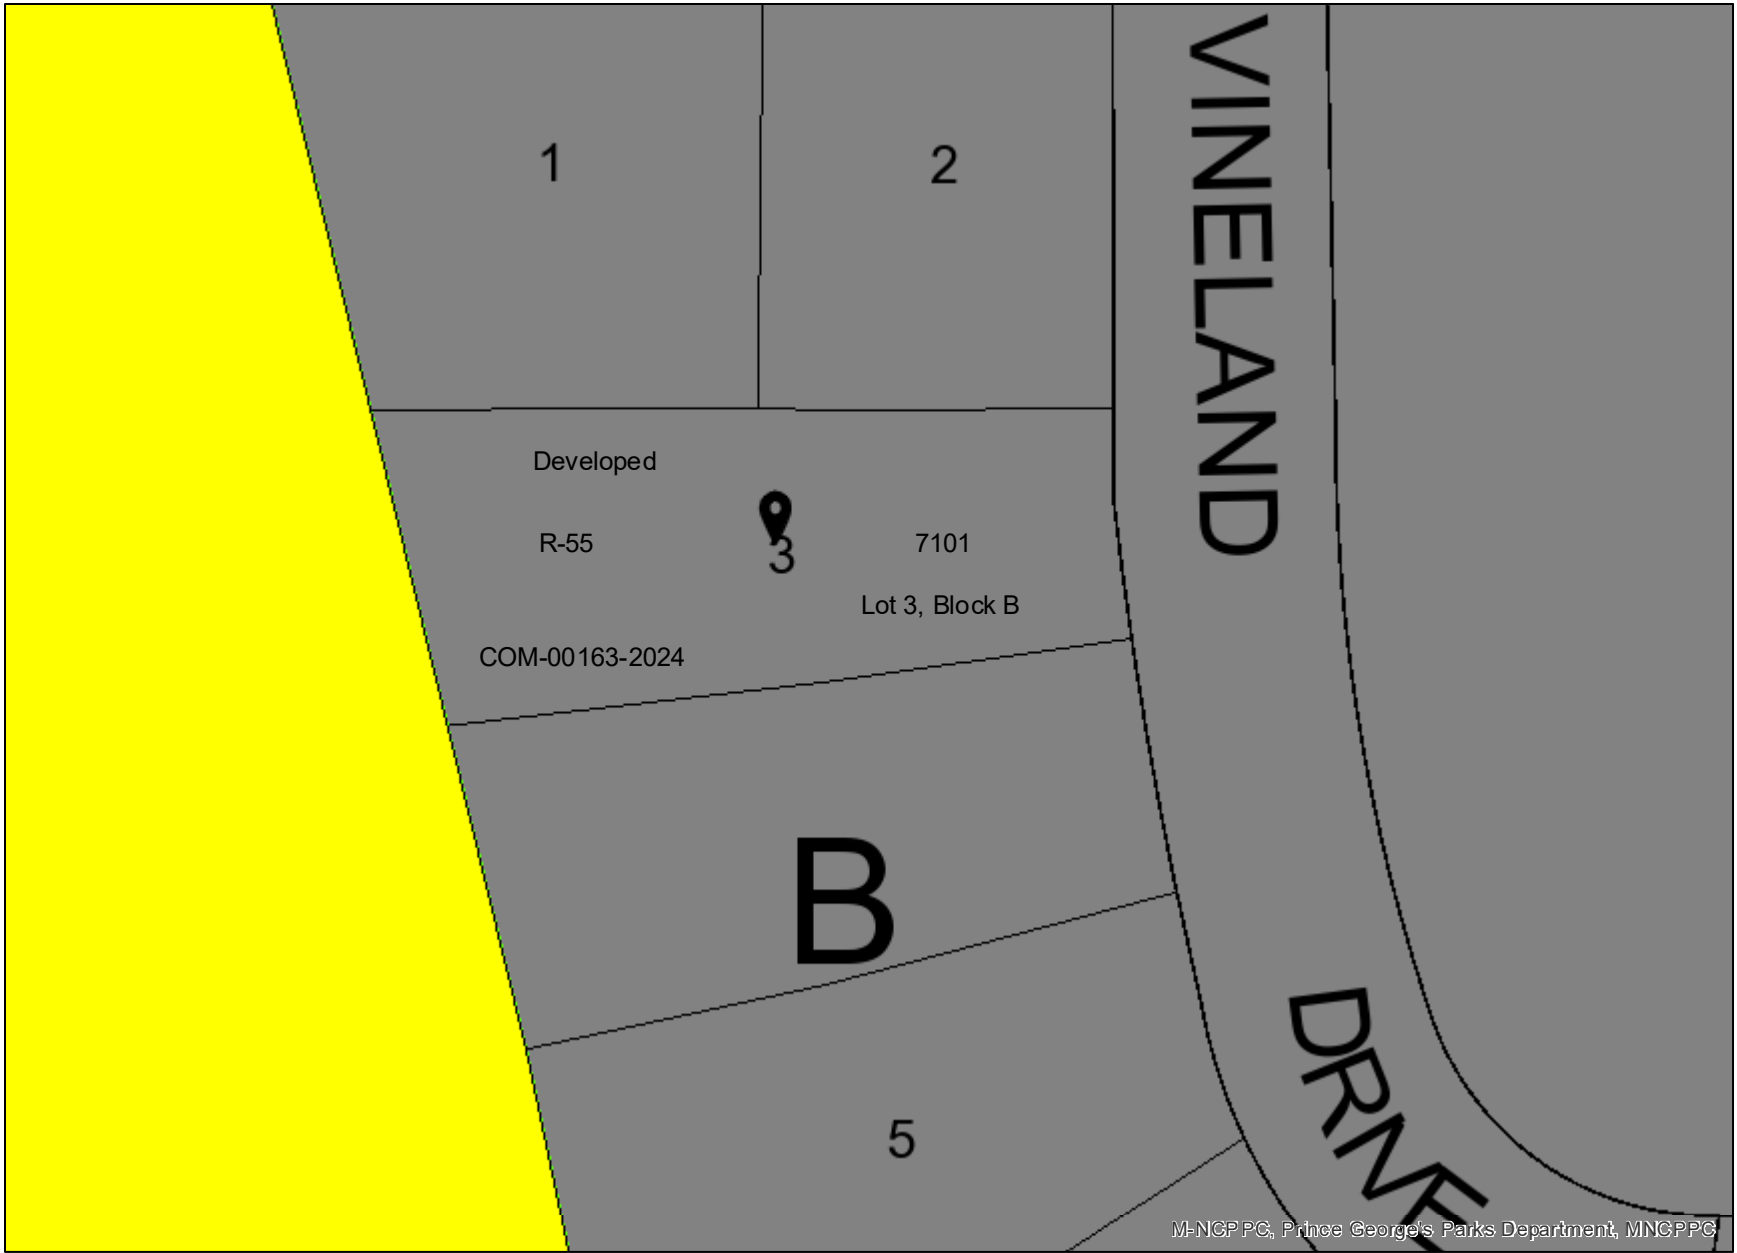 1
2
VINELAND
Developed
R-55
3
7101
Lot 3, Block B
COM-00163-2024
B
5
DRIVE
M-NCPPC, Prince George's Parks Department, MNCPPC